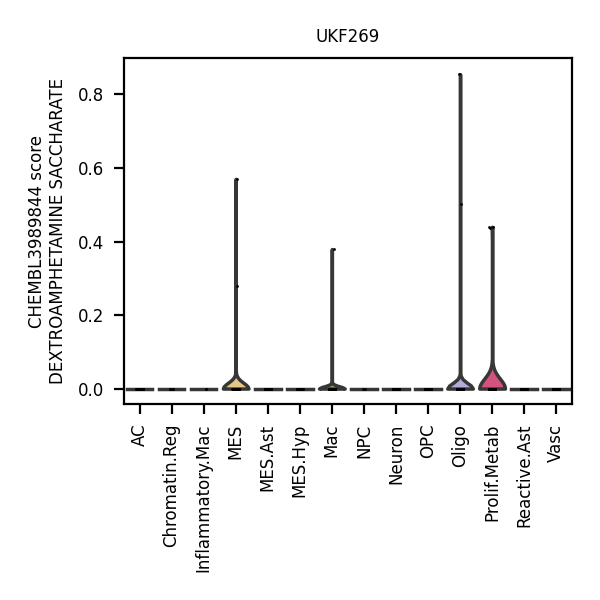 UKF269
CHEMBL3989844 score
DEXTROAMPHETAMINE SACCHARATE
0.8
0.6
0.4
0.2
0.0
AC
Chromatin.Reg
Inflammatory.Mac
MES
MES.Ast
MES.Hyp
Mac
NPC
Neuron
OPC
Oligo
Prolif.Metab
Reactive.Ast
Vasc